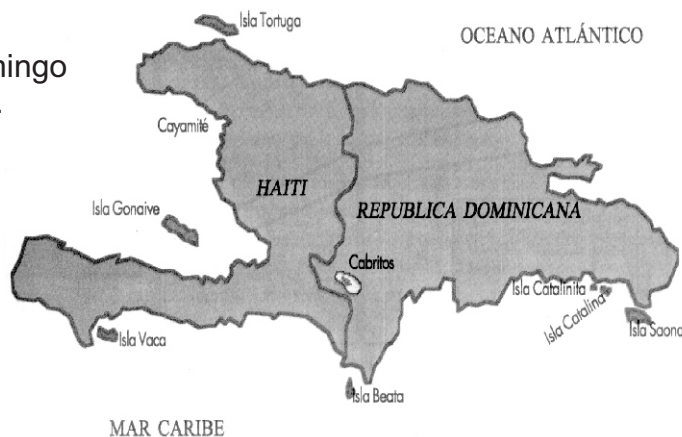 Isla Tortuga
OCEANO ATLÁNTICO
Cayamité
HAITI
Isla Gonaive
REPUBLICA DOMINICANA
Cabritos
Isla Catalinita
Isla Catalina
Isla Saona
Isla Vaca
Isla Beata
MAR CARIBE